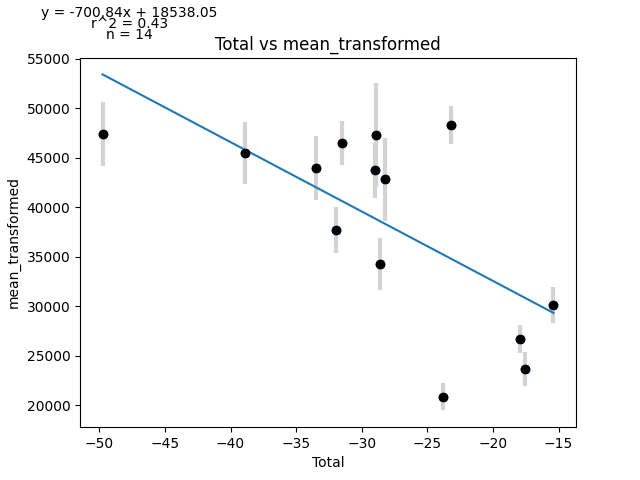 y = -700.84x + 18538.05
r^2 = 0.43
n = 14
Total vs mean_transformed
55000
50000
45000
40000
35000
30000
25000
20000
mean_transformed
−50
−45
−40
−35
−30
−25
−20
−15
Total